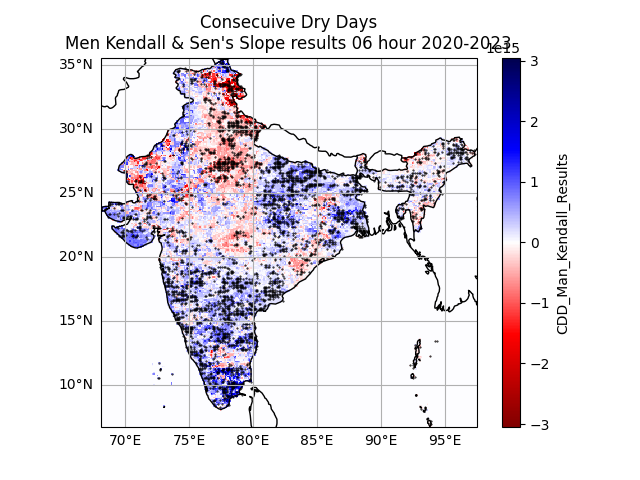 Consecuive Dry Days
Men Kendall & Sen's Slope results 06 hour 2020-2023
1e15
35°N
30°N
25°N
20°N
15°N
10°N
70°E
75°E
80°E
85°E
90°E
95°E
3
2
1
0
−1
−2
−3
CDD_Man_Kendall_Results